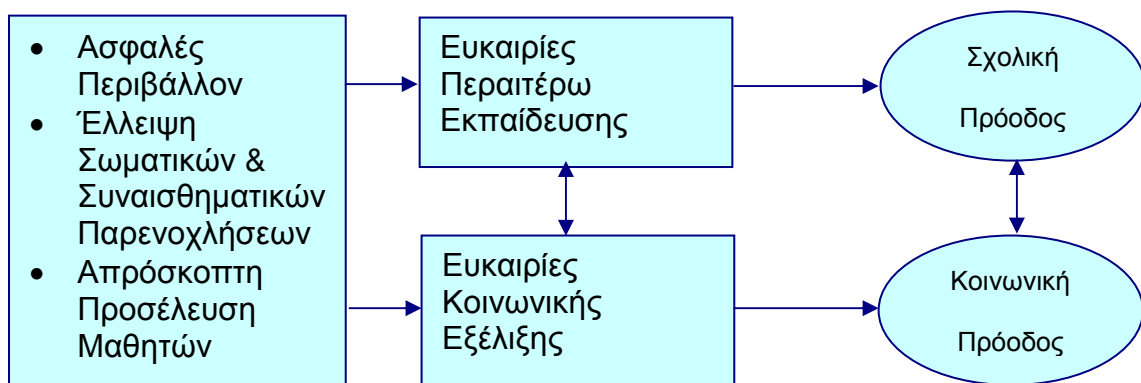 • Ασφαλές
Περιβάλλον
• Έλλειψη
Σωματικών &
Συναισθηματικών
Παρενοχλήσεων
• Απρόσκοπτη
Προσέλευση
Μαθητών
Ευκαιρίες
Περαιτέρω
Εκπαίδευσης
Ευκαιρίες
Κοινωνικής
Εξέλιξης
Σχολική
Πρόοδος
Κοινωνική
Πρόοδος